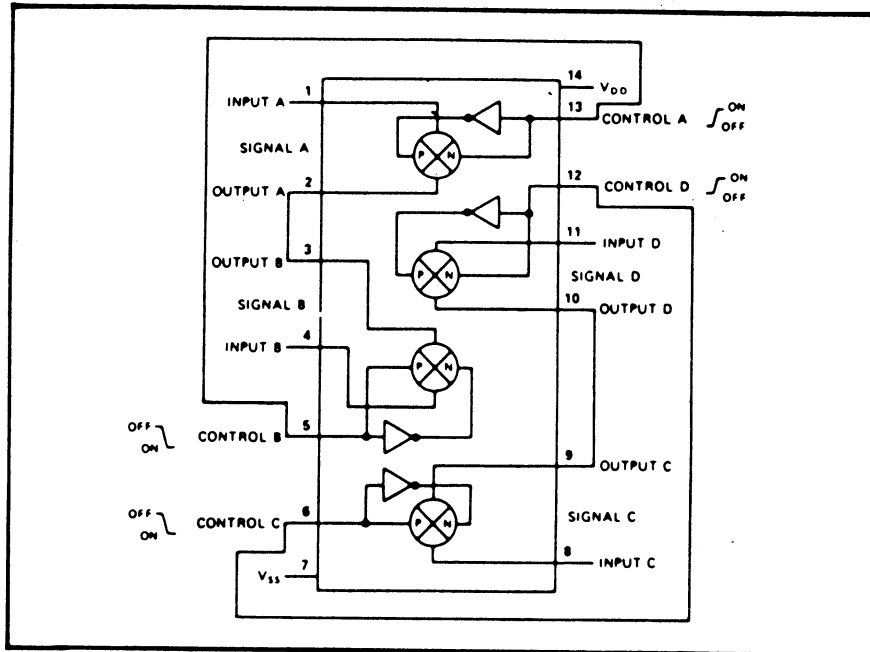 14
V_DD
1
INPUT A
13
CONTROL A
ON
OFF
P N
SIGNAL A
2
OUTPUT A
12
CONTROL D
ON
OFF
11
INPUT D
3
OUTPUT B
P N
SIGNAL D
10
OUTPUT D
SIGNAL B
4
INPUT B
P N
5
OFF
ON
CONTROL B
9
OUTPUT C
6
OFF
ON
CONTROL C
P N
SIGNAL C
8
INPUT C
7
V_SS